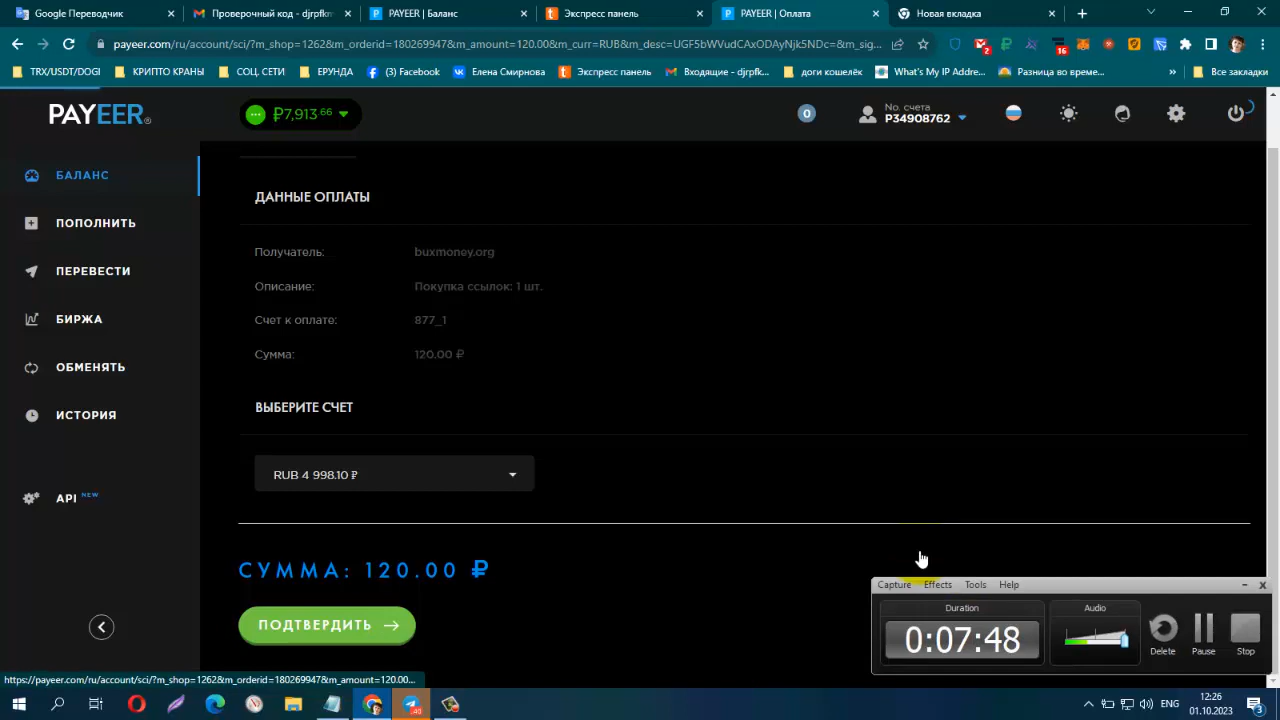 Google Переводчик
Проверочный код - djrpfkr
PAYEER | Баланс
Экспресс панель
PAYEER | Оплата
Новая вкладка
payeer.com/ru/account/sci/?m_shop=1262&m_orderid=180269947&m_amount=120.00&m_curr=RUB&m_desc=UGF5bWVudCAxODAyNjk5NDc=&m_sig...
2
16
TRX/USDT/DOGI
КРИПТО КРАНЫ
СОЦ. СЕТИ
ЕРУНДА
(3) Facebook
Елена Смирнова
Экспресс панель
Входящие - djrpfk...
доги кошелёк
What's My IP Addre...
Разница во време...
»
Все закладки
PAYEER®
₽7,913.66
0
No. счета
P34908762
БАЛАНС
ПОПОЛНИТЬ
ПЕРЕВЕСТИ
БИРЖА
ОБМЕНЯТЬ
ИСТОРИЯ
API NEW
ДАННЫЕ ОПЛАТЫ
Получатель: buxmoney.org
Описание: Покупка ссылок: 1 шт.
Счет к оплате: 877_1
Сумма: 120.00 ₽
ВЫБЕРИТЕ СЧЕТ
RUB 4 998.10 ₽
СУММА: 120.00 ₽
ПОДТВЕРДИТЬ →
Capture Effects Tools Help
Duration
0:07:48
Audio
Delete
Pause
Stop
https://payeer.com/ru/account/sci/?m_shop=1262&m_orderid=180269947&m_amount=120.00...
ENG
12:26
01.10.2023
3